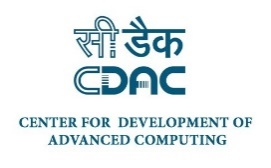 सी डैक
CDAC
CENTER FOR DEVELOPMENT OF
ADVANCED COMPUTING